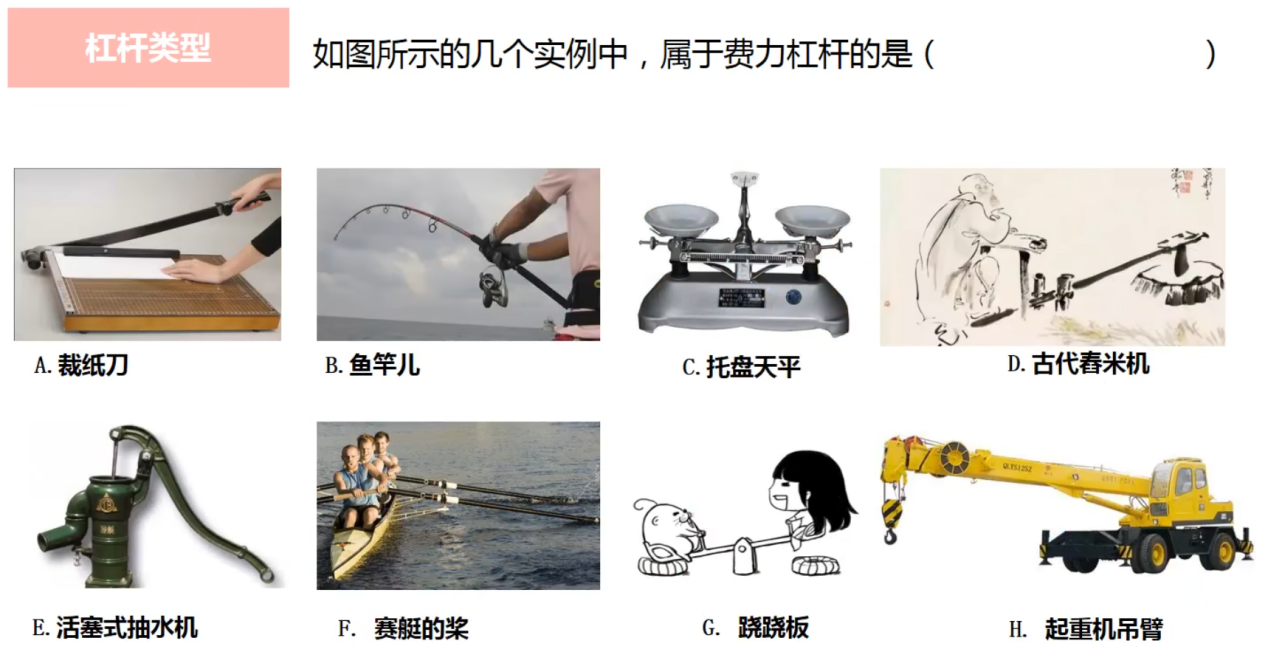 杠杆类型
如图所示的几个实例中，属于费力杠杆的是（ ）
A. 裁纸刀
B. 鱼竿儿
C. 托盘天平
D. 古代舂米机
QLY5125Z
E. 活塞式抽水机
F. 赛艇的桨
G. 跷跷板
H. 起重机吊臂